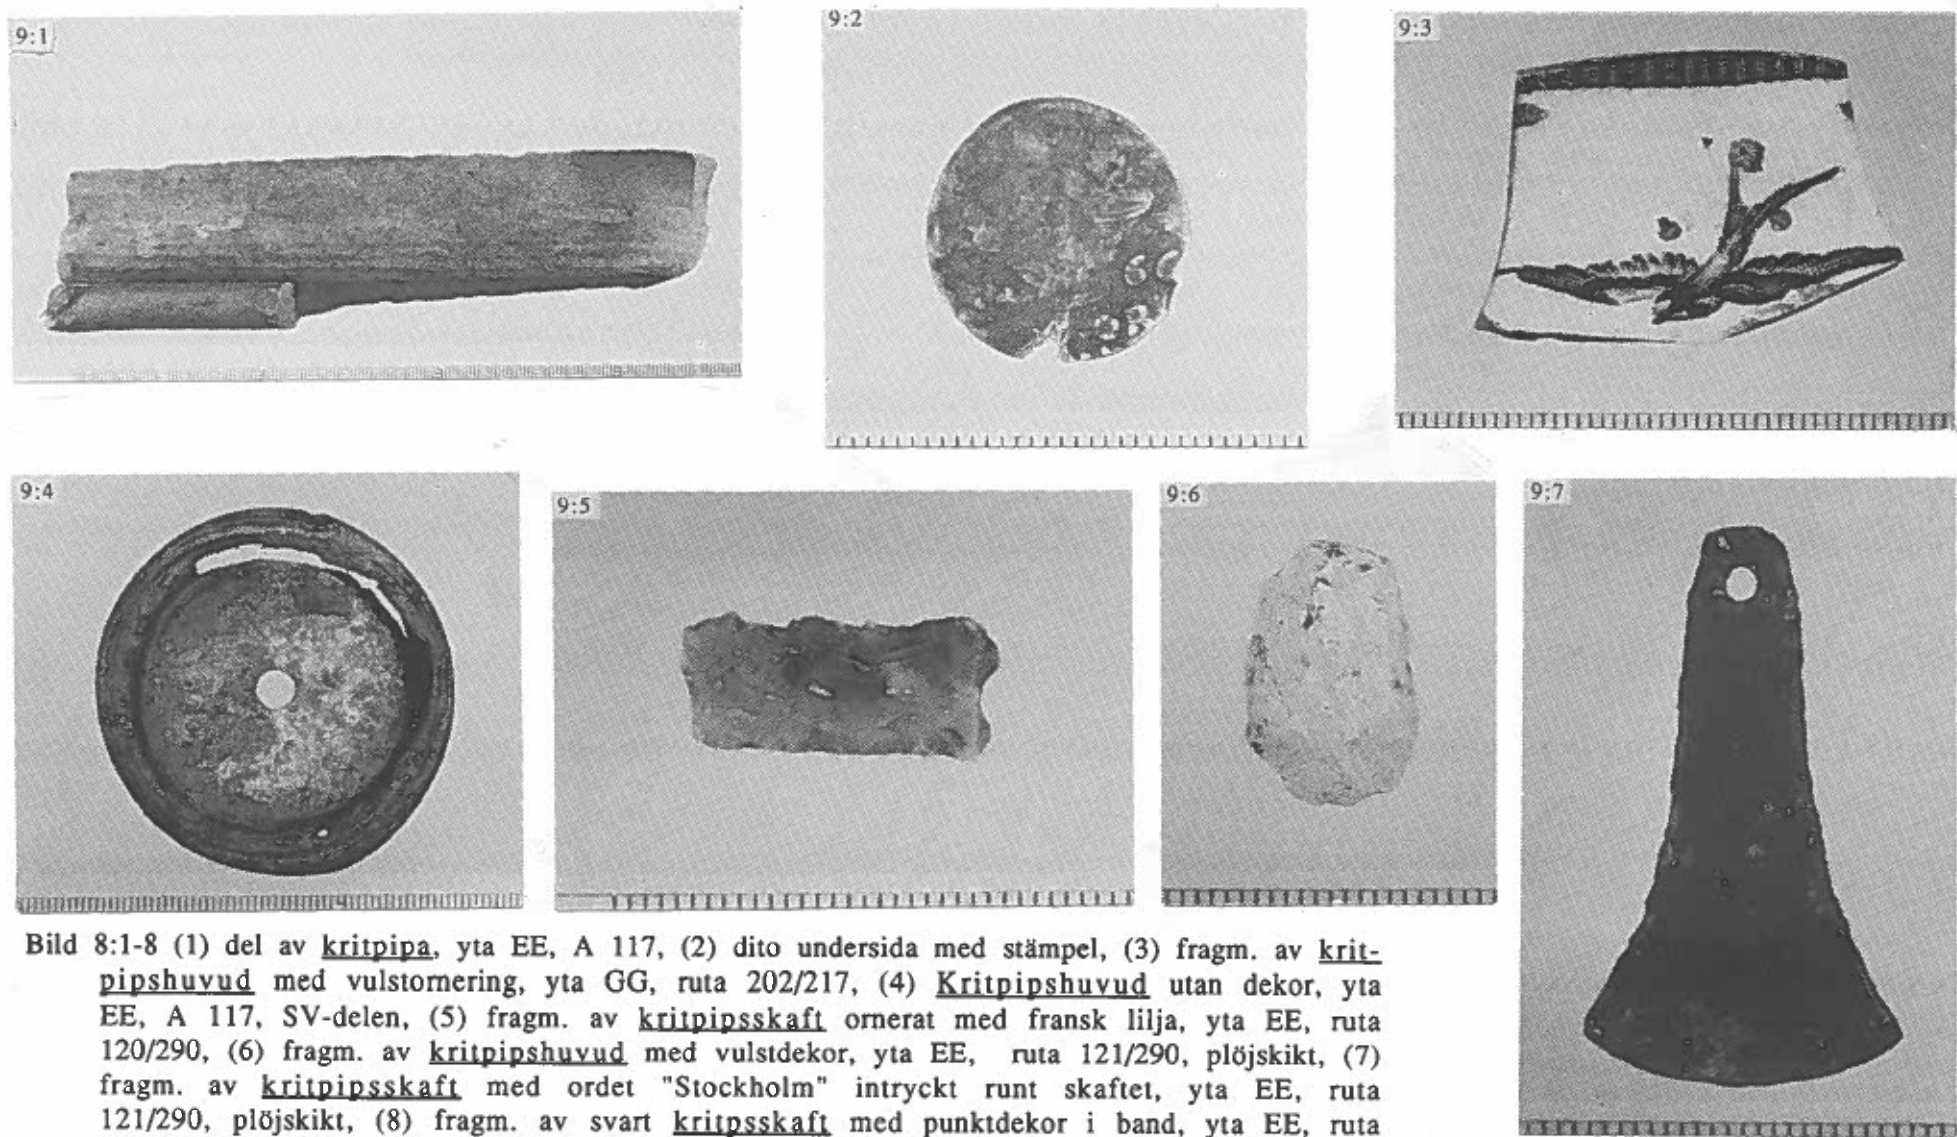 9:1
9:2
9:3
9:4
9:5
9:6
9:7
Bild 8:1-8 (1) del av kritpipa, yta EE, A 117, (2) dito undersida med stämpel, (3) fragm. av krit-
pipshuvud med vulstornering, yta GG, ruta 202/217, (4) Kritpipshuvud utan dekor, yta
EE, A 117, SV-delen, (5) fragm. av kritpipsskaft ornerat med fransk lilja, yta EE, ruta
120/290, (6) fragm. av kritpipshuvud med vulstdekor, yta EE, ruta 121/290, plöjskikt, (7)
fragm. av kritpipsskaft med ordet "Stockholm" intryckt runt skaftet, yta EE, ruta
121/290, plöjskikt, (8) fragm. av svart kritpsskaft med punktdekor i band, yta EE, ruta